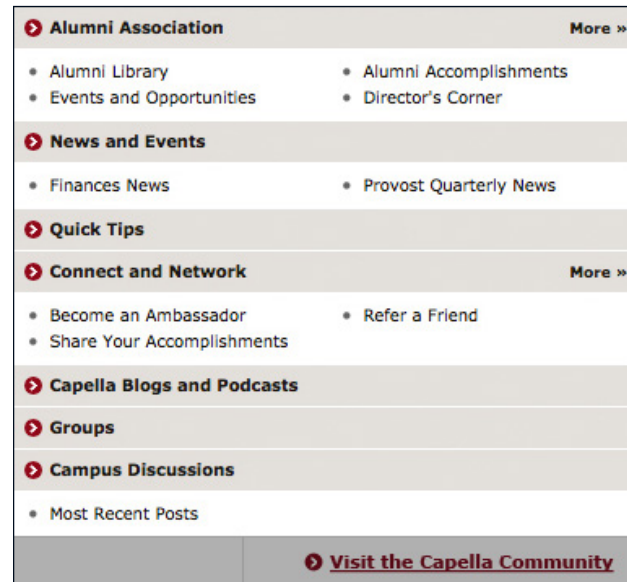 Alumni Association More »
Alumni Library
Alumni Accomplishments
Events and Opportunities
Director's Corner
News and Events
Finances News
Provost Quarterly News
Quick Tips
Connect and Network More »
Become an Ambassador
Refer a Friend
Share Your Accomplishments
Capella Blogs and Podcasts
Groups
Campus Discussions
Most Recent Posts
Visit the Capella Community